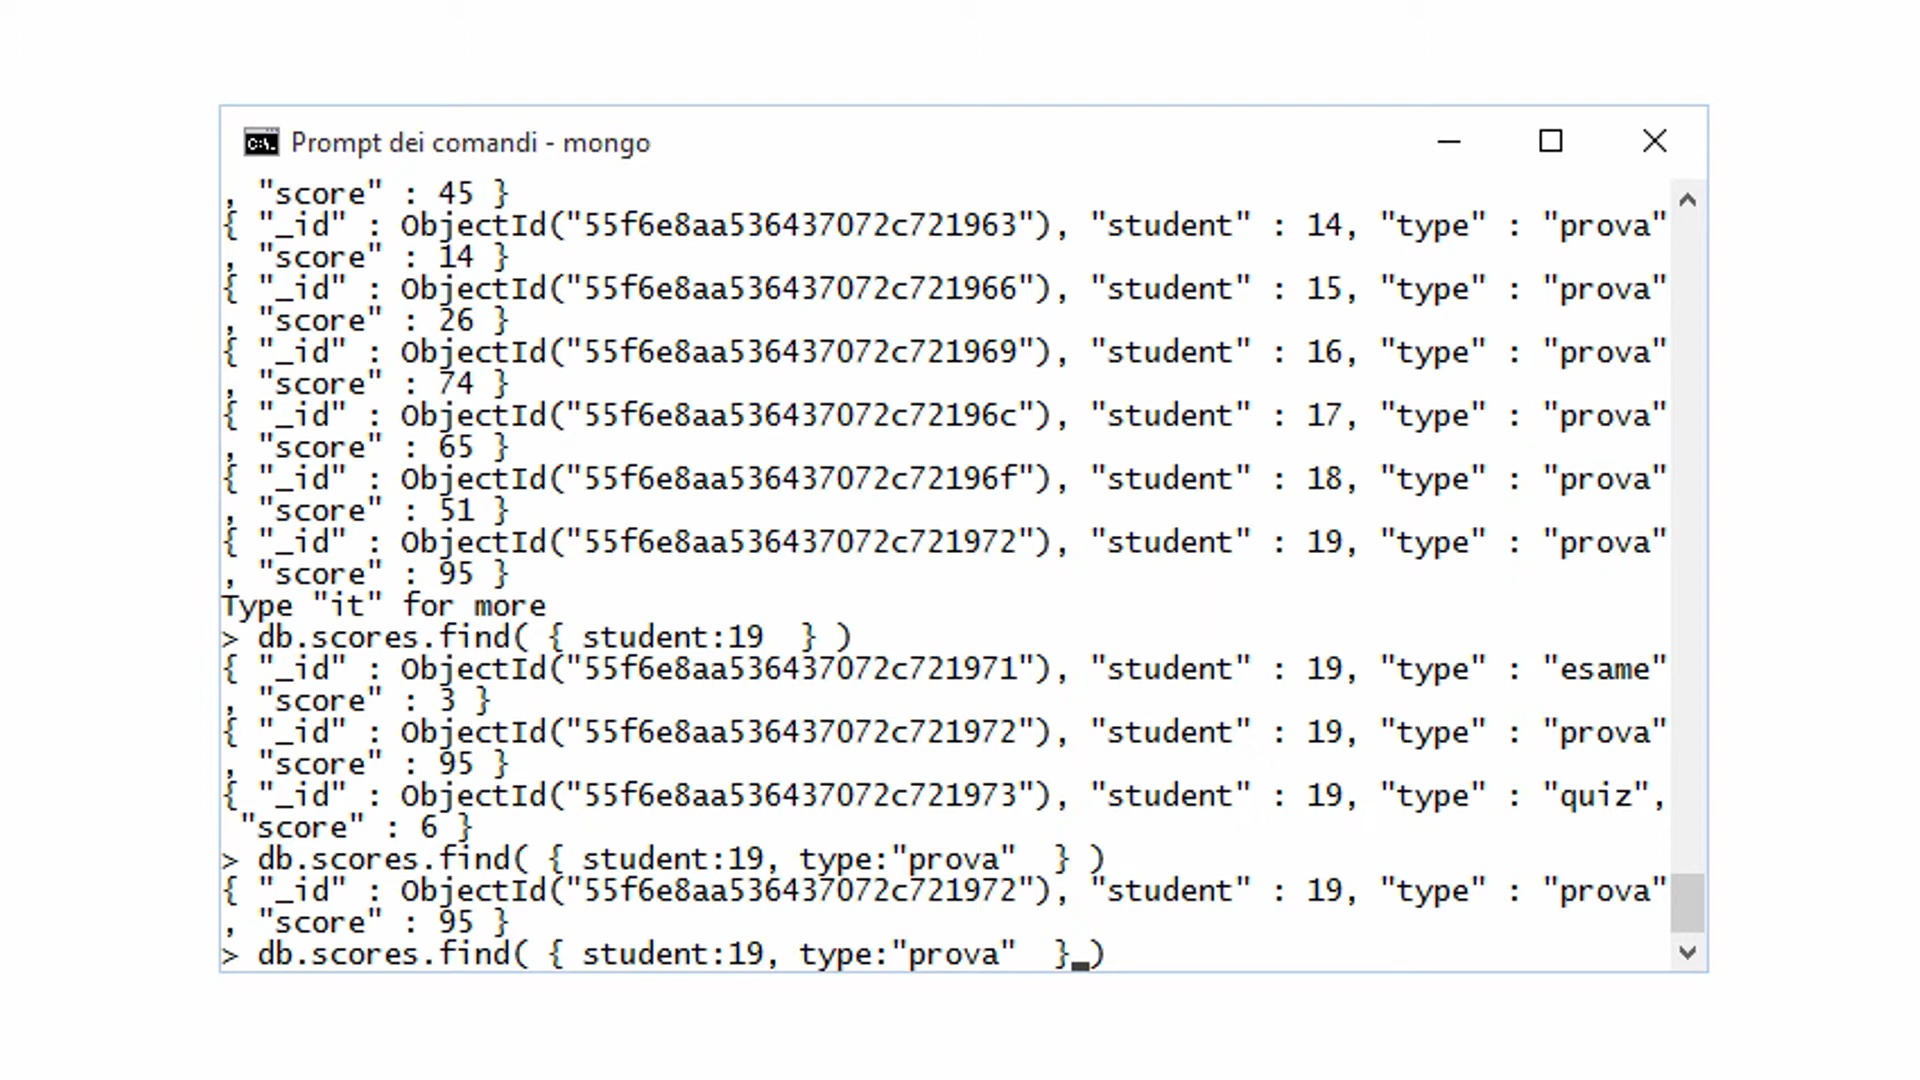 Prompt dei comandi - mongo
, "score" : 45 }
{ "_id" : ObjectId("55f6e8aa536437072c721963"), "student" : 14, "type" : "prova"
, "score" : 14 }
{ "_id" : ObjectId("55f6e8aa536437072c721966"), "student" : 15, "type" : "prova"
, "score" : 26 }
{ "_id" : ObjectId("55f6e8aa536437072c721969"), "student" : 16, "type" : "prova"
, "score" : 74 }
{ "_id" : ObjectId("55f6e8aa536437072c72196c"), "student" : 17, "type" : "prova"
, "score" : 65 }
{ "_id" : ObjectId("55f6e8aa536437072c72196f"), "student" : 18, "type" : "prova"
, "score" : 51 }
{ "_id" : ObjectId("55f6e8aa536437072c721972"), "student" : 19, "type" : "prova"
, "score" : 95 }
Type "it" for more
> db.scores.find( { student:19  } )
{ "_id" : ObjectId("55f6e8aa536437072c721971"), "student" : 19, "type" : "esame"
, "score" : 3 }
{ "_id" : ObjectId("55f6e8aa536437072c721972"), "student" : 19, "type" : "prova"
, "score" : 95 }
{ "_id" : ObjectId("55f6e8aa536437072c721973"), "student" : 19, "type" : "quiz",
 "score" : 6 }
> db.scores.find( { student:19, type:"prova"  } )
{ "_id" : ObjectId("55f6e8aa536437072c721972"), "student" : 19, "type" : "prova"
, "score" : 95 }
> db.scores.find( { student:19, type:"prova"  } )